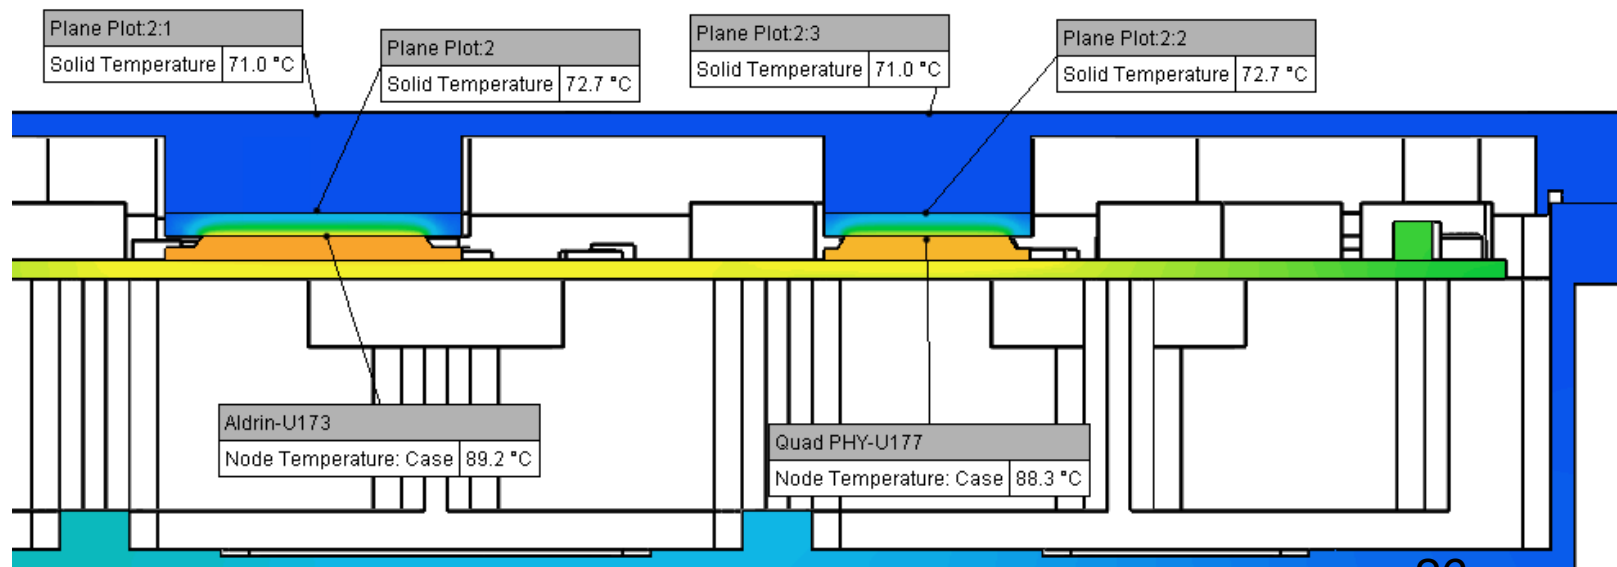 Plane Plot:2:1
Solid Temperature 71.0 °C
Plane Plot:2
Solid Temperature 72.7 °C
Plane Plot:2:3
Solid Temperature 71.0 °C
Plane Plot:2:2
Solid Temperature 72.7 °C
Aldrin-U173
Node Temperature: Case 89.2 °C
Quad PHY-U177
Node Temperature: Case 88.3 °C